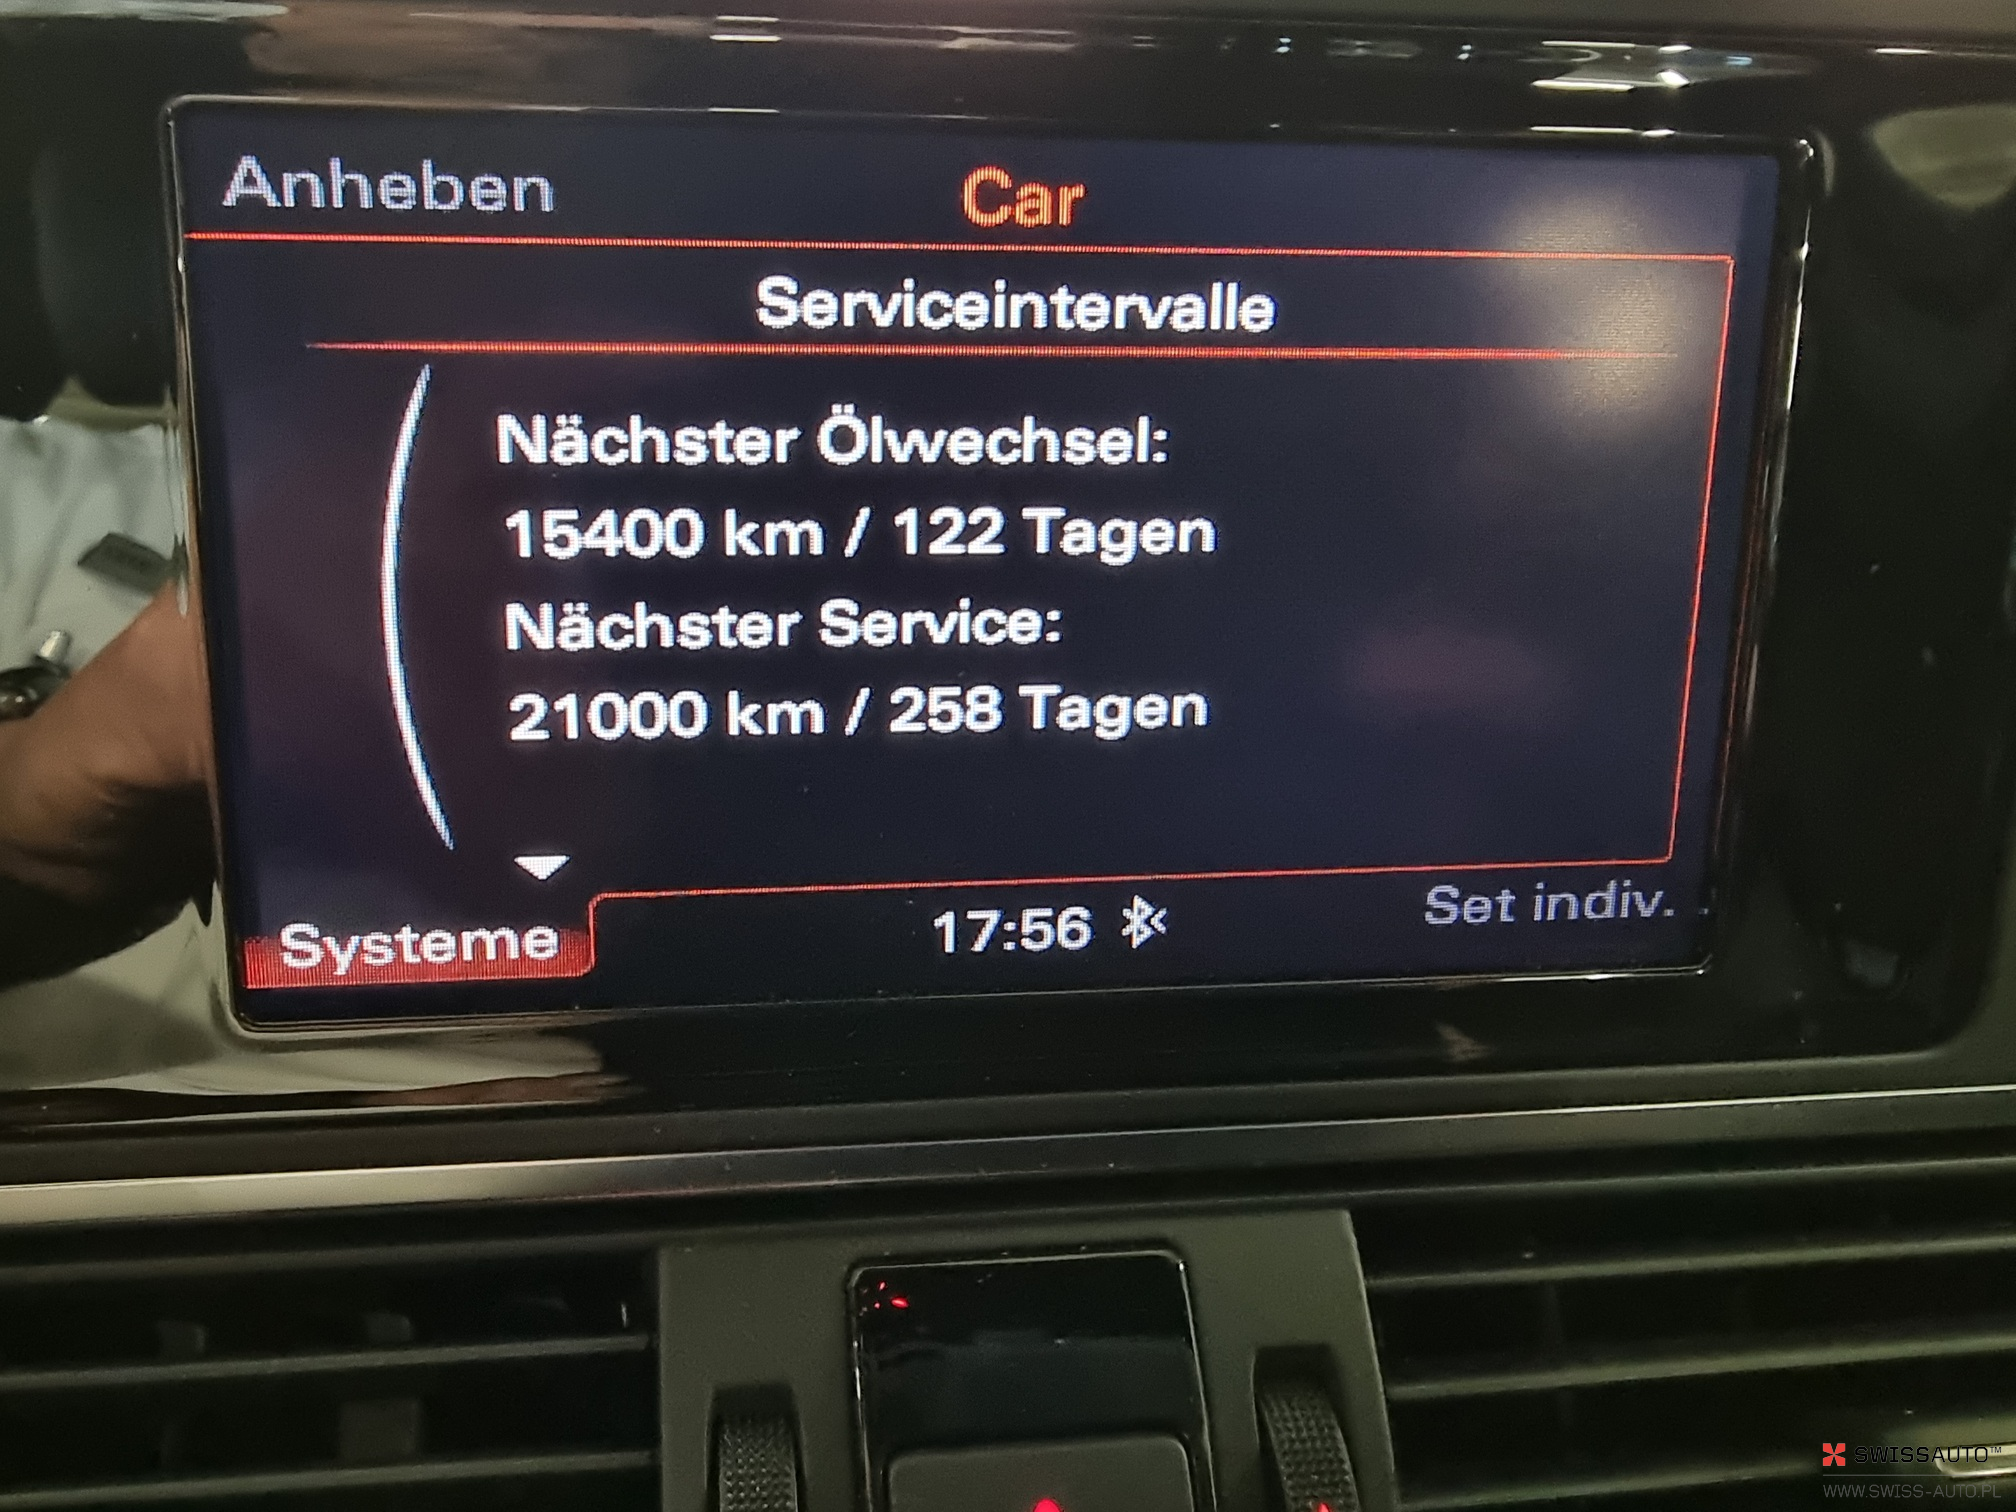 Anheben
Car
Serviceintervalle
Nächster Ölwechsel:
15400 km / 122 Tagen
Nächster Service:
21000 km / 258 Tagen
Systeme
17:56
Set indiv.
SWISSAUTO™
WWW.SWISS-AUTO.PL